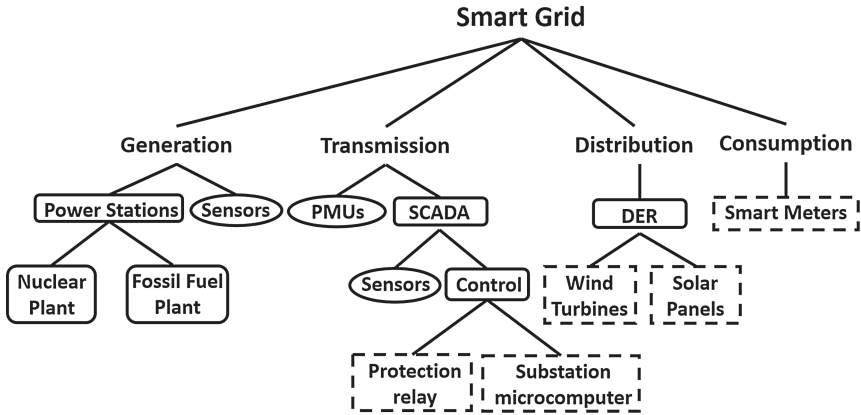 Smart Grid
Generation
Transmission
Distribution
Consumption
Power Stations
Sensors
PMUs
SCADA
DER
Smart Meters
Nuclear
Plant
Fossil Fuel
Plant
Sensors
Control
Wind
Turbines
Solar
Panels
Protection
relay
Substation
microcomputer